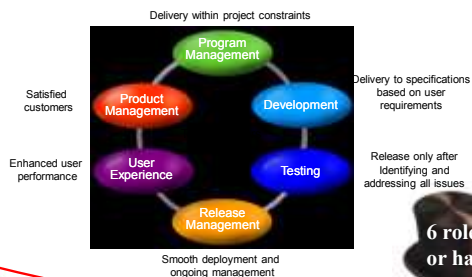 Delivery within project constraints
Program
Management
Satisfied
customers
Product
Management
Development
Delivery to specifications
based on user
requirements
Enhanced user
performance
User
Experience
Testing
Release only after
Identifying and
addressing all issues
Release
Management
Smooth deployment and
ongoing management
6
or